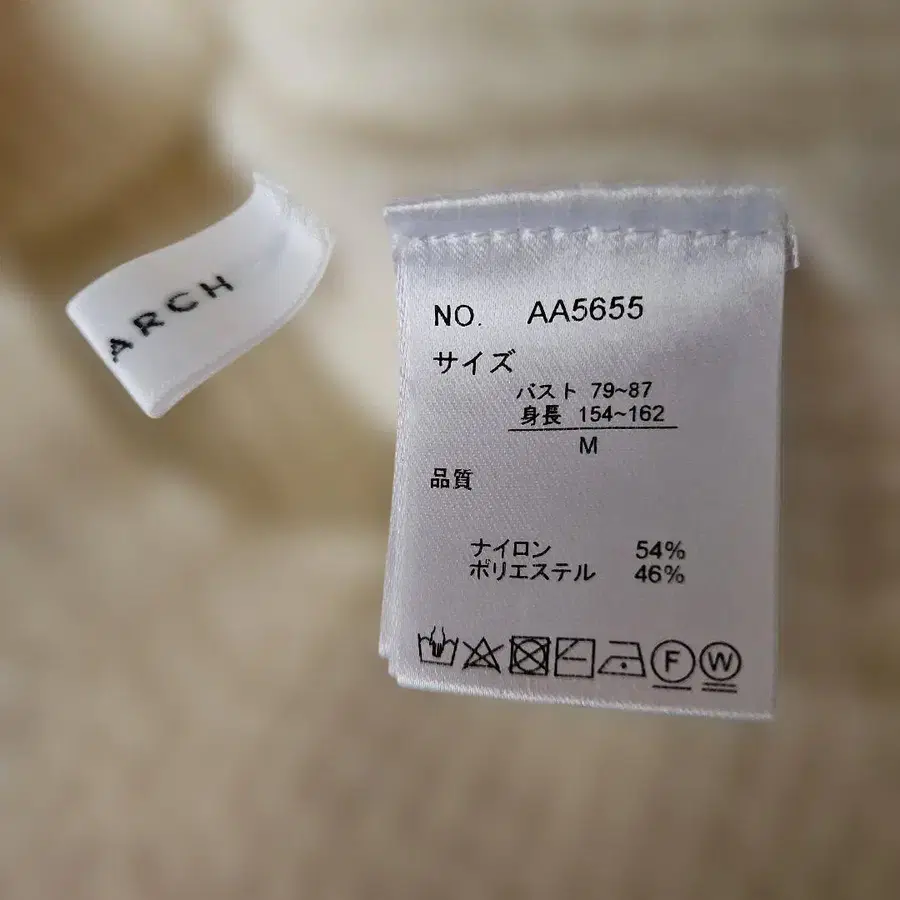 ARCH
NO. AA5655
サイズ
バスト 79~87
身長 154~162
M
品質
ナイロン 54%
ポリエステル 46%
F
W